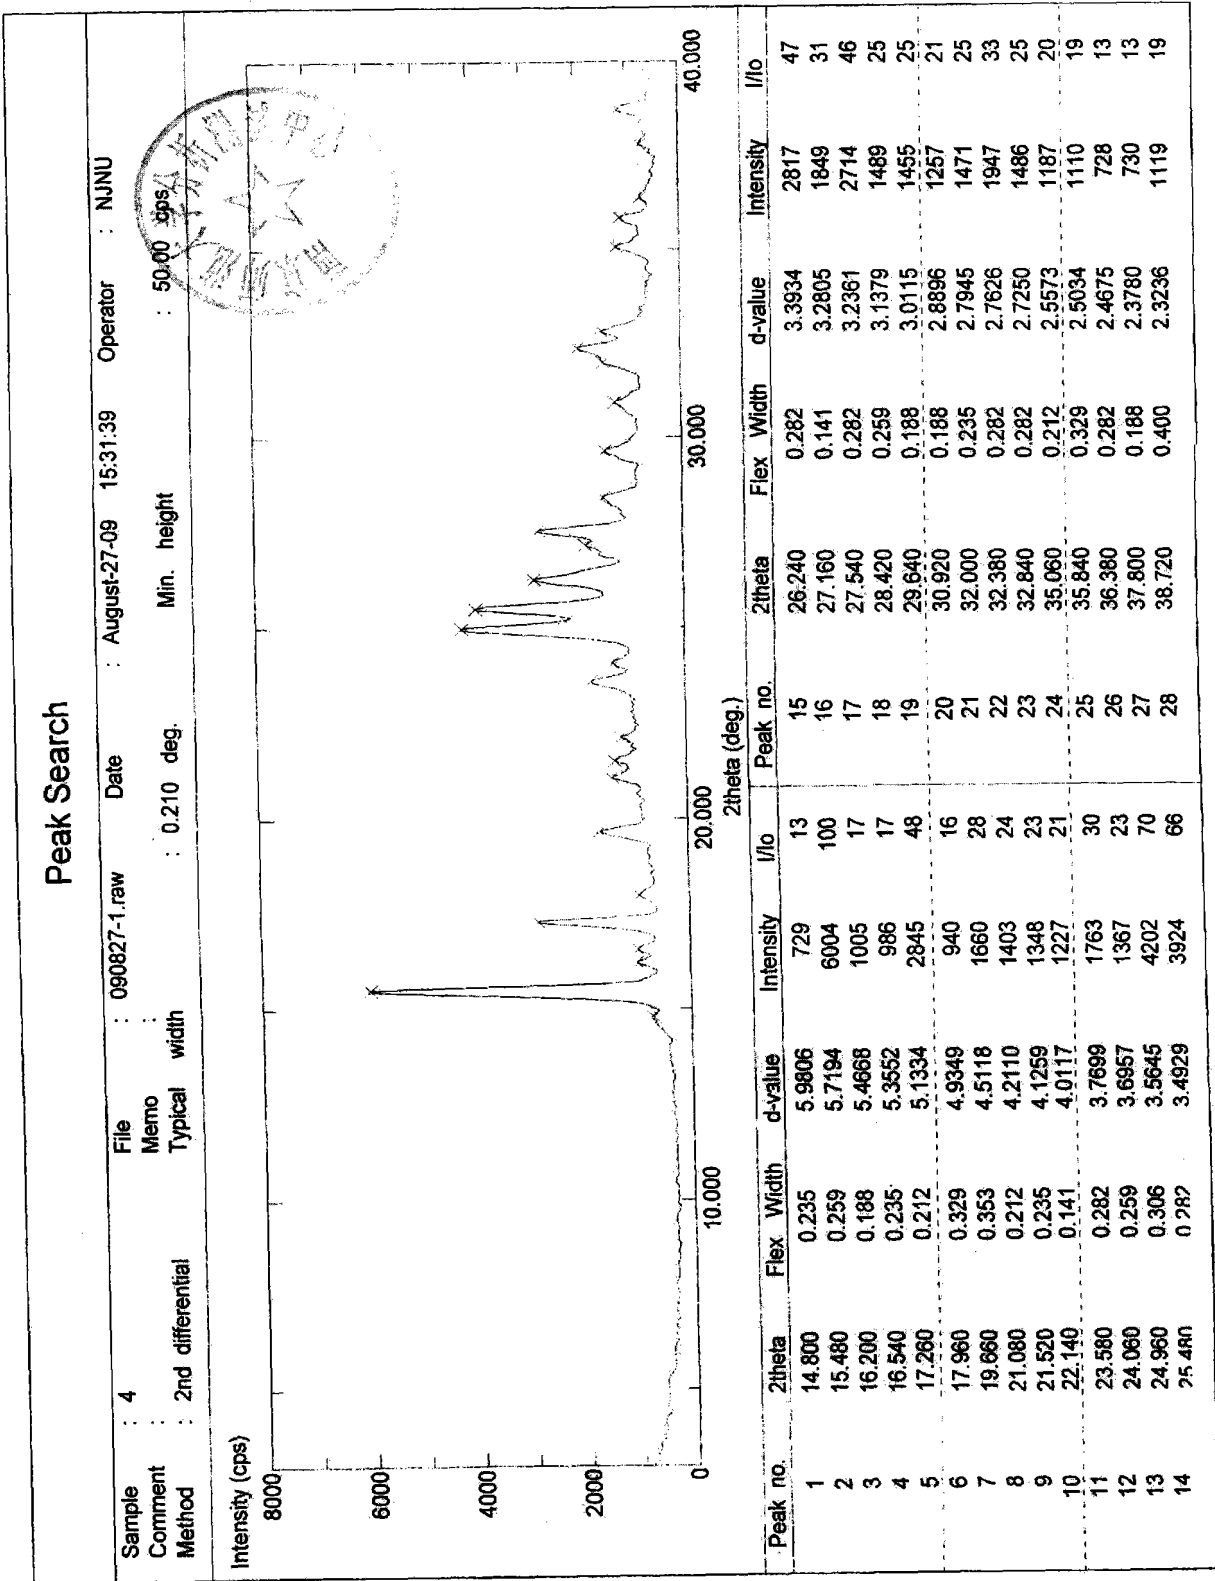 Peak Search
Sample : 4 File : 090827-1.raw Date : August-27-09 15:31:39 Operator : NJNU
Comment : Memo :
Method : 2nd differential Typical width : 0.210 deg. Min. height : 50.00 cps
Intensity (cps)
8000
6000
4000
2000
0
10.000 20.000 30.000 40.000
2theta (deg.)
Peak no. 2theta Flex Width d-value Intensity I/Io Peak no. 2theta Flex Width d-value Intensity I/Io
1 14.800 0.235 5.9806 729 13 15 26.240 0.282 3.3934 2817 47
2 15.480 0.259 5.7194 6004 100 16 27.160 0.141 3.2805 1849 31
3 16.200 0.188 5.4668 1005 17 17 27.540 0.282 3.2361 2714 46
4 16.540 0.235 5.3552 986 17 18 28.420 0.259 3.1379 1489 25
5 17.260 0.212 5.1334 2845 48 19 29.640 0.188 3.0115 1455 25
6 17.960 0.329 4.9349 940 16 20 30.920 0.188 2.8896 1257 21
7 19.660 0.353 4.5118 1660 28 21 32.000 0.235 2.7945 1471 25
8 21.080 0.212 4.2110 1403 24 22 32.380 0.282 2.7626 1947 33
9 21.520 0.235 4.1259 1348 23 23 32.840 0.282 2.7250 1486 25
10 22.140 0.141 4.0117 1227 21 24 35.060 0.212 2.5573 1187 20
11 23.580 0.282 3.7699 1763 30 25 35.840 0.329 2.5034 1110 19
12 24.060 0.259 3.6957 1367 23 26 36.380 0.282 2.4675 728 13
13 24.960 0.306 3.5645 4202 70 27 37.800 0.188 2.3780 730 13
14 25.480 0.282 3.4929 3924 66 28 38.720 0.400 2.3236 1119 19